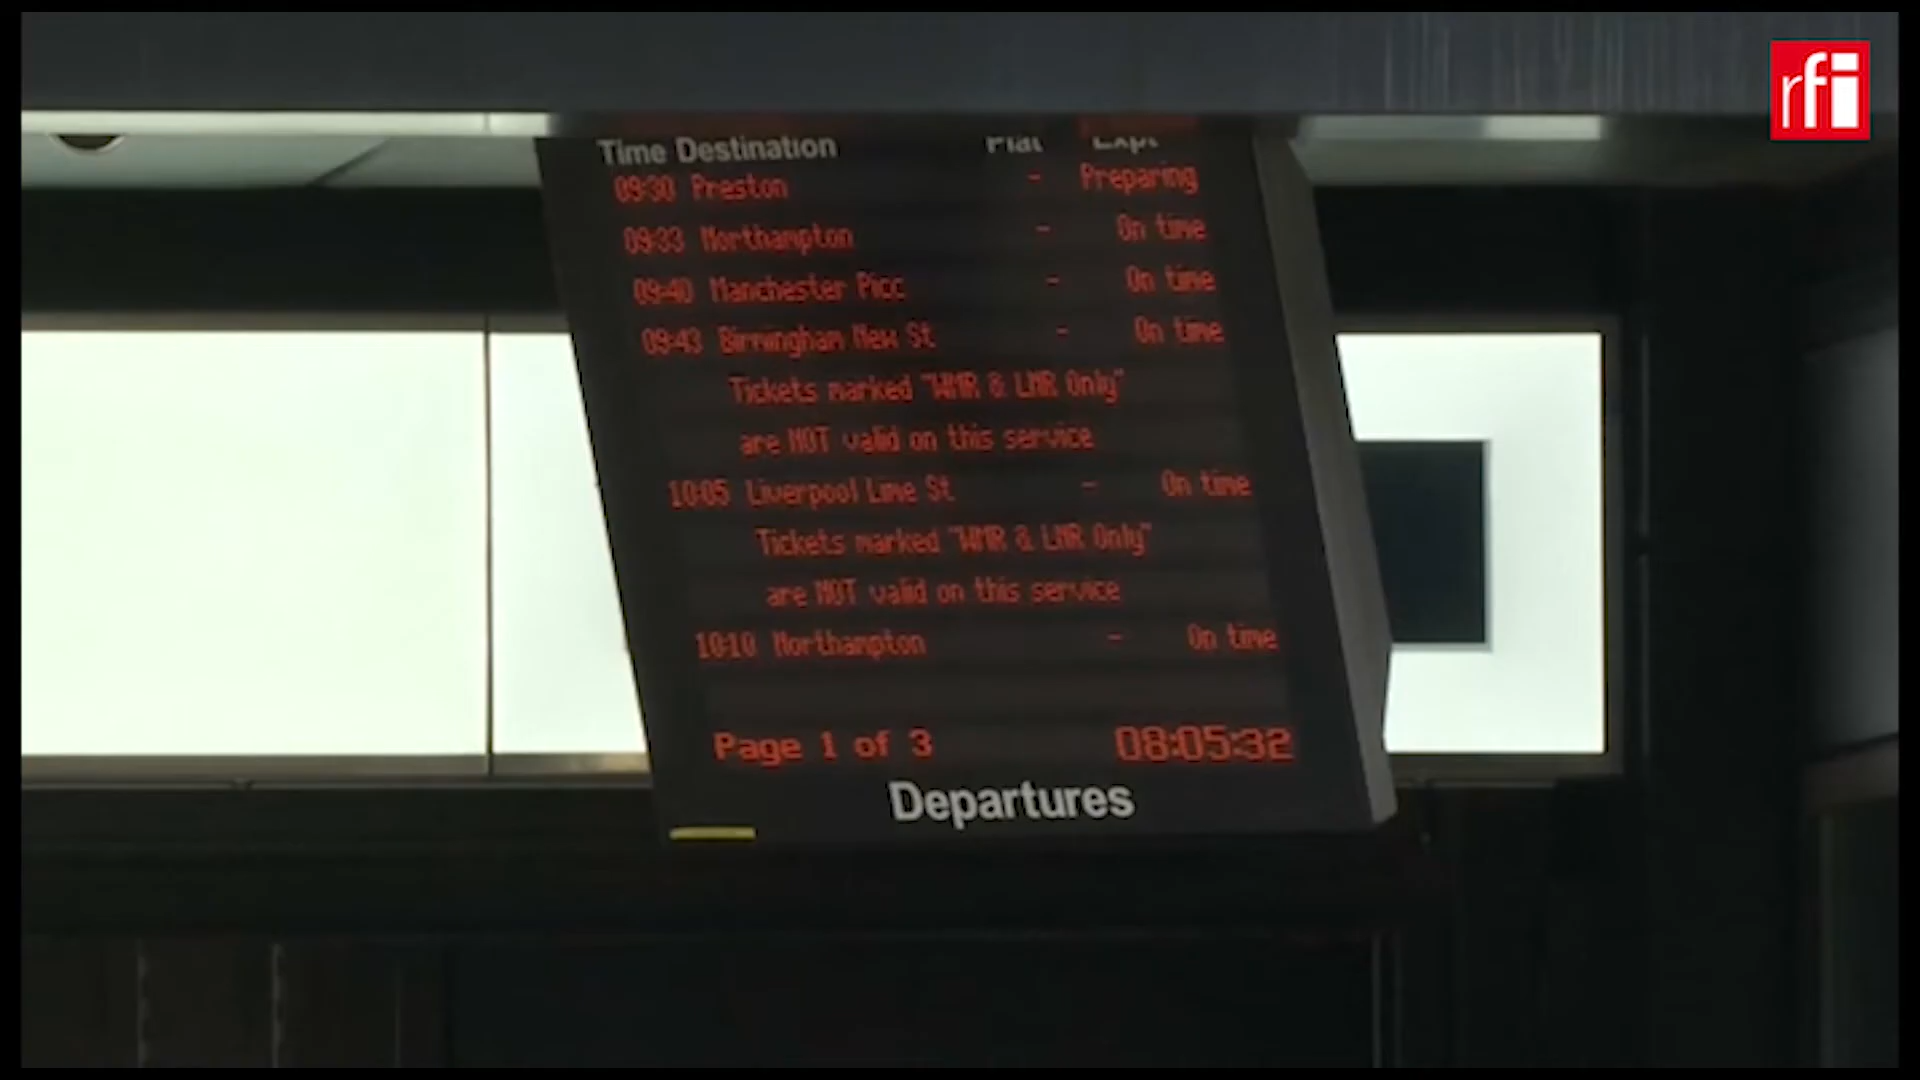 rfi
Time Destination Plat Expt
09:30 Preston - Preparing
09:33 Northampton - On time
09:40 Manchester Picc - On time
09:43 Birmingham New St - On time
Tickets marked "WMR & LNR Only"
are NOT valid on this service
10:05 Liverpool Lime St - On time
Tickets marked "WMR & LNR Only"
are NOT valid on this service
10:10 Northampton - On time
Page 1 of 3 08:05:32
Departures